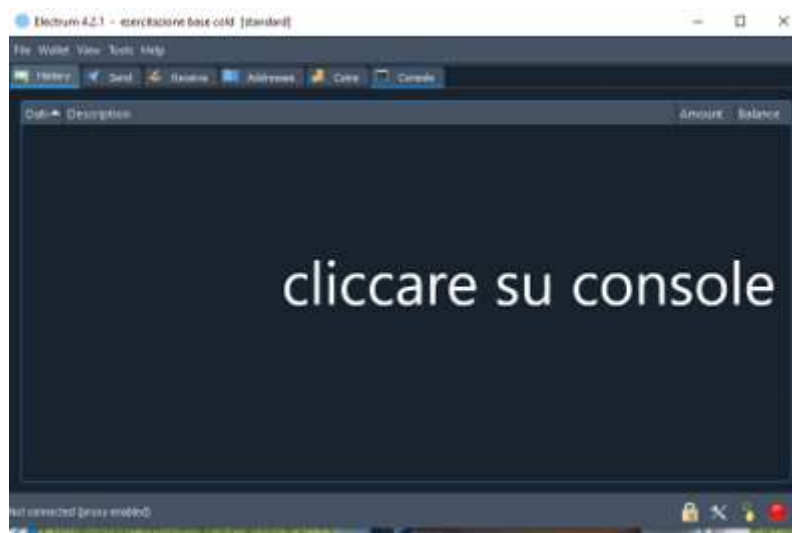 Electrum 4.2.1 - esercitazione base cold [standard]
File Wallet View Tools Help
History Send Receive Addresses Coins Console
Date Description Amount Balance
cliccare su console
Not connected (proxy enabled)